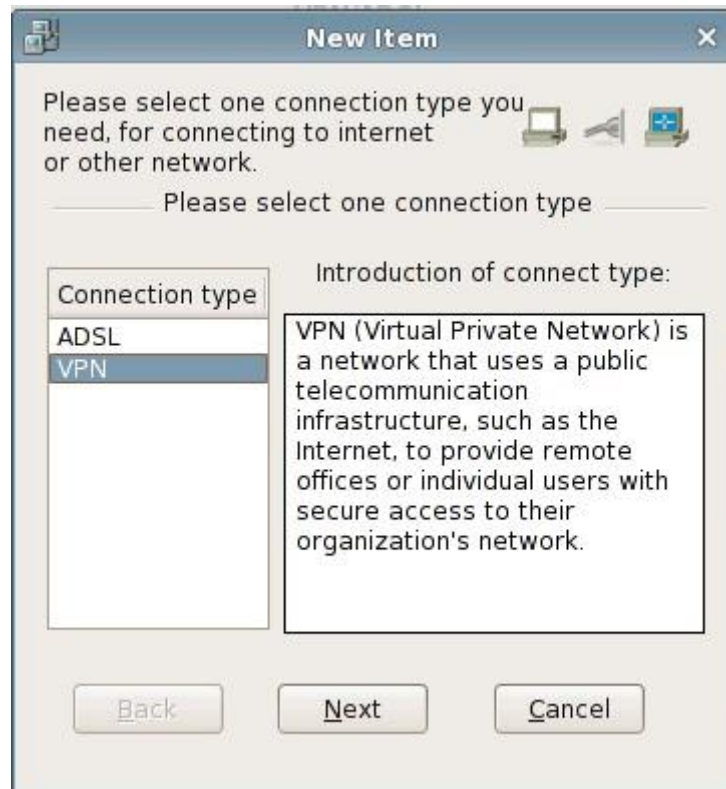 New Item
Please select one connection type you
need, for connecting to internet
or other network.
Please select one connection type
Connection type
ADSL
VPN
Introduction of connect type:
VPN (Virtual Private Network) is
a network that uses a public
telecommunication
infrastructure, such as the
Internet, to provide remote
offices or individual users with
secure access to their
organization's network.
Back
Next
Cancel